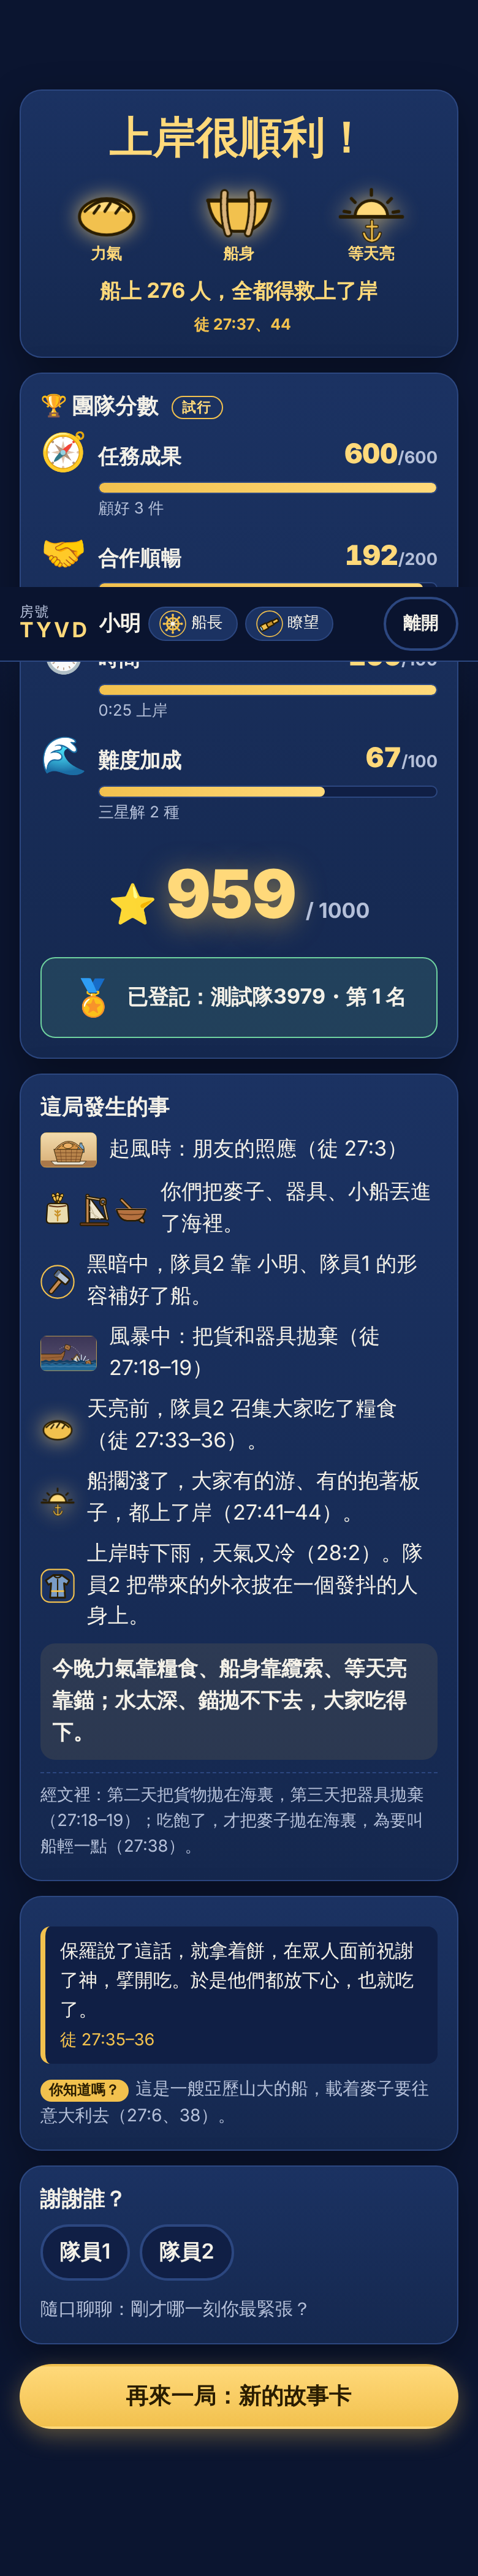 上岸很順利！
力氣
船身
等天亮
船上 276 人，全都得救上了岸
徒 27:37、44
團隊分數 試行
任務成果 600/600
顧好 3 件
合作順暢 192/200
房號
TYVD 小明 船長 瞭望 離開
0:25 上岸
難度加成 67/100
三星解 2 種
959 / 1000
已登記：測試隊3979・第 1 名
這局發生的事
起風時：朋友的照應（徒 27:3）
你們把麥子、器具、小船丟進
了海裡。
黑暗中，隊員2 靠 小明、隊員1 的形
容補好了船。
風暴中：把貨和器具拋棄（徒
27:18–19）
天亮前，隊員2 召集大家吃了糧食
（徒 27:33–36）。
船擱淺了，大家有的游、有的抱著板
子，都上了岸（27:41–44）。
上岸時下雨，天氣又冷（28:2）。隊
員2 把帶來的外衣披在一個發抖的人
身上。
今晚力氣靠糧食、船身靠纜索、等天亮
靠錨；水太深、錨拋不下去，大家吃得
下。
經文裡：第二天把貨物拋在海裏，第三天把器具拋棄
（27:18–19）；吃飽了，才把麥子拋在海裏，為要叫
船輕一點（27:38）。
保羅說了這話，就拿着餅，在眾人面前祝謝
了神，擘開吃。於是他們都放下心，也就吃
了。
徒 27:35–36
你知道嗎？ 這是一艘亞歷山大的船，載着麥子要往
意大利去（27:6、38）。
謝謝誰？
隊員1 隊員2
隨口聊聊：剛才哪一刻你最緊張？
再來一局：新的故事卡